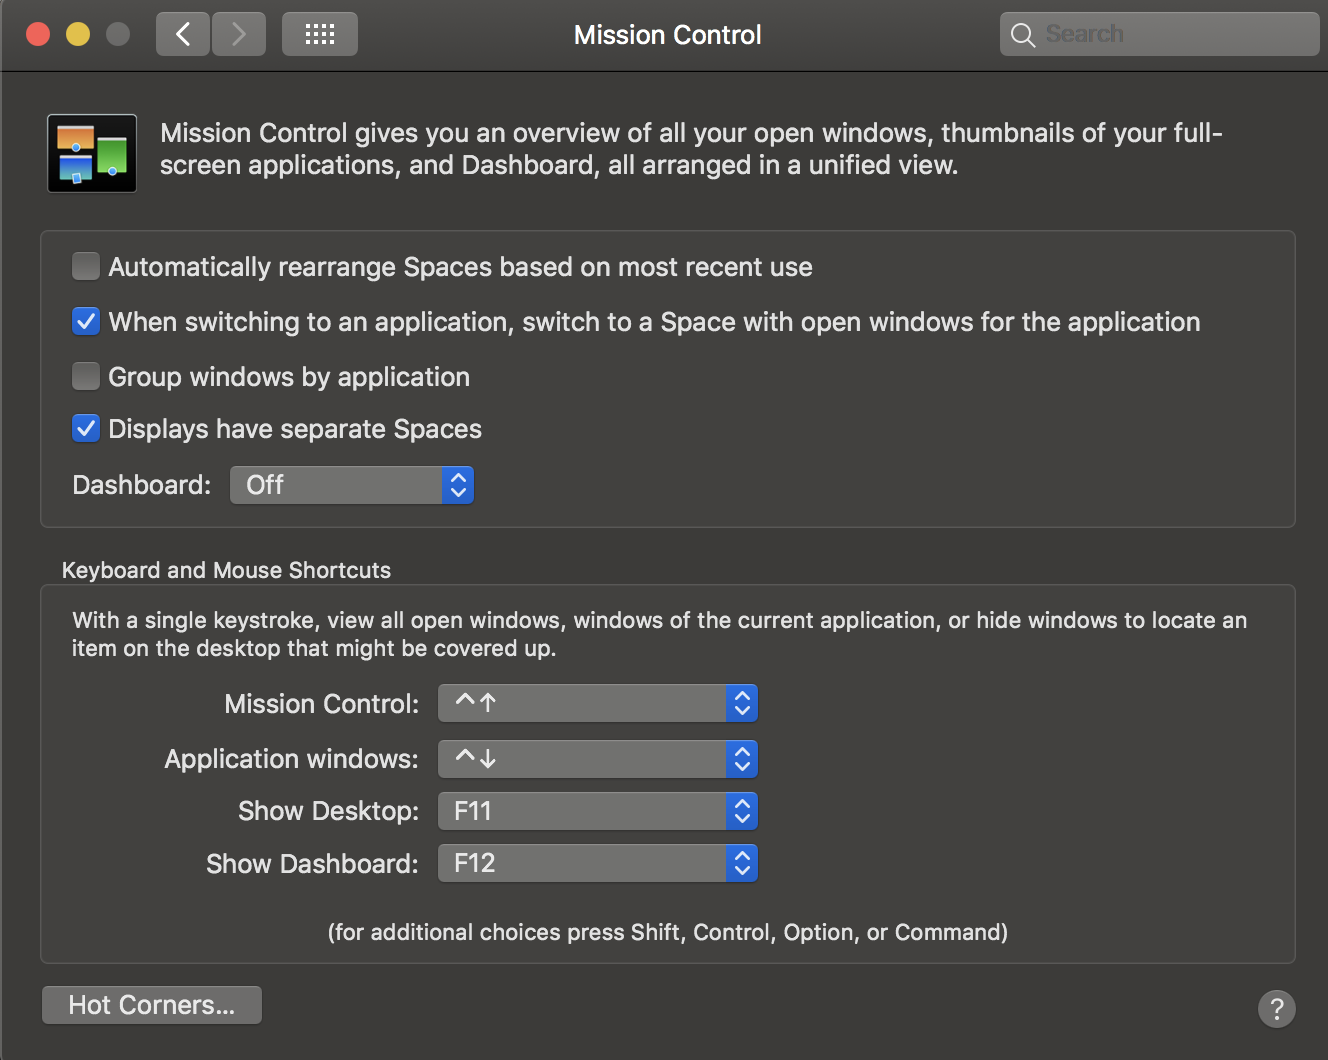 Mission Control
Search
Mission Control gives you an overview of all your open windows, thumbnails of your full-
screen applications, and Dashboard, all arranged in a unified view.
Automatically rearrange Spaces based on most recent use
When switching to an application, switch to a Space with open windows for the application
Group windows by application
Displays have separate Spaces
Dashboard: Off
Keyboard and Mouse Shortcuts
With a single keystroke, view all open windows, windows of the current application, or hide windows to locate an
item on the desktop that might be covered up.
Mission Control: ^↑
Application windows: ^↓
Show Desktop: F11
Show Dashboard: F12
(for additional choices press Shift, Control, Option, or Command)
Hot Corners...
?